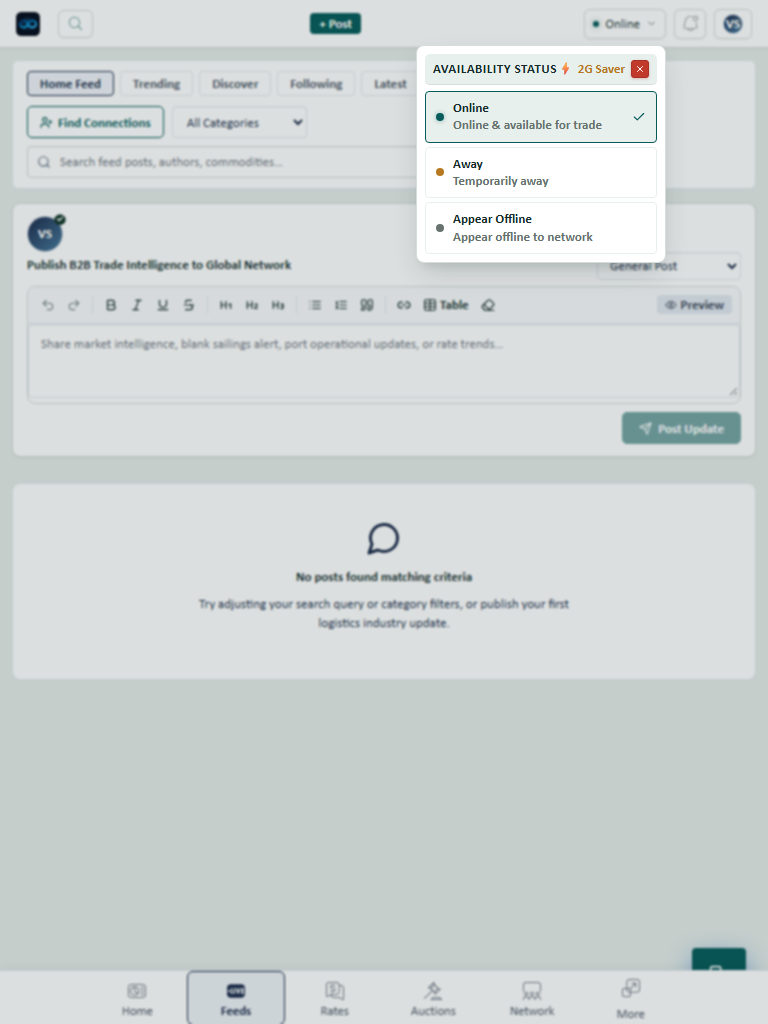 + Post
Online
VS
AVAILABILITY STATUS ⚡ 2G Saver
Online
Online & available for trade
Away
Temporarily away
Appear Offline
Appear offline to network
Home Feed
Trending
Discover
Following
Latest
Find Connections
All Categories
Search feed posts, authors, commodities...
VS
Publish B2B Trade Intelligence to Global Network
General Post
B I U S H1 H2 H3 Table
Preview
Share market intelligence, blank sailings alert, port operational updates, or rate trends...
Post Update
No posts found matching criteria
Try adjusting your search query or category filters, or publish your first
logistics industry update.
Home
Feeds
Rates
Auctions
Network
More